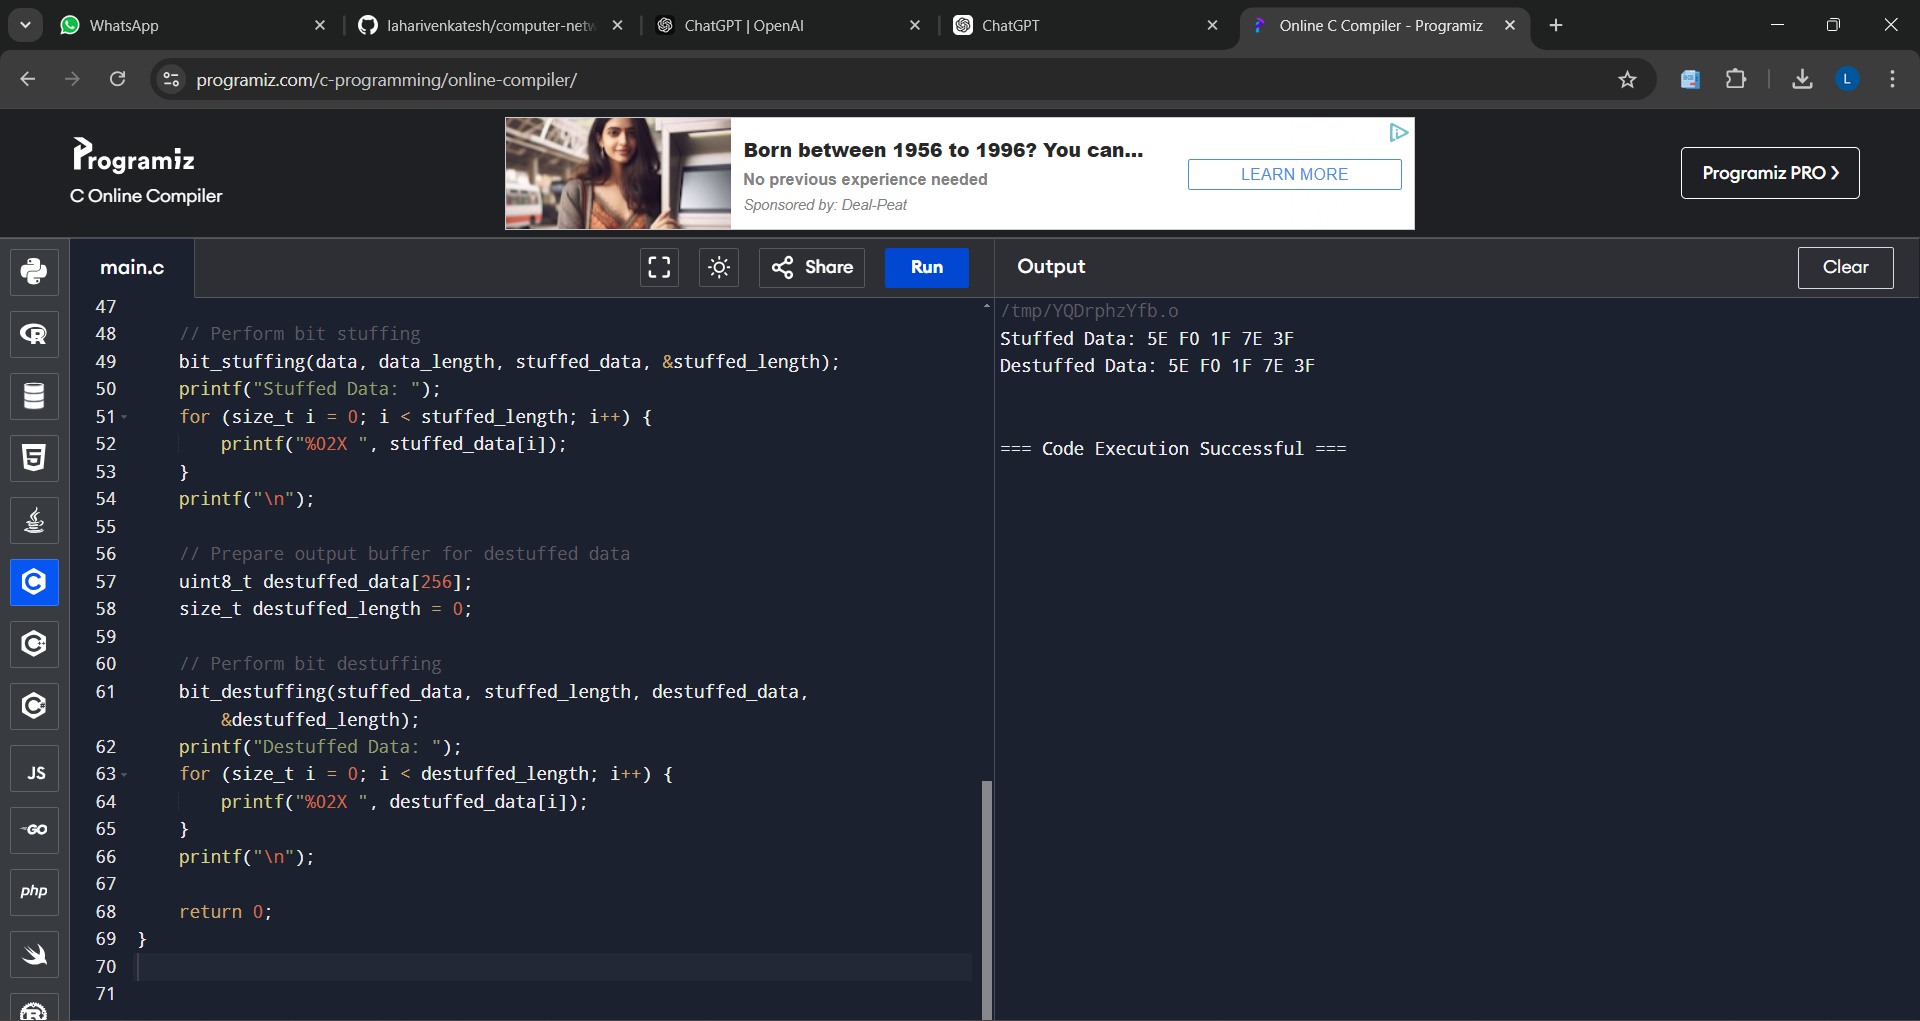 WhatsApp
laharivenkatesh/computer-netw
ChatGPT | OpenAI
ChatGPT
Online C Compiler - Programiz
programiz.com/c-programming/online-compiler/
L
Programiz
C Online Compiler
Born between 1956 to 1996? You can...
No previous experience needed
Sponsored by: Deal-Peat
LEARN MORE
Programiz PRO
main.c
Share
Run
Output
Clear
47
48 // Perform bit stuffing
49 bit_stuffing(data, data_length, stuffed_data, &stuffed_length);
50 printf("Stuffed Data: ");
51 for (size_t i = 0; i < stuffed_length; i++) {
52 printf("%02X ", stuffed_data[i]);
53 }
54 printf("\n");
55
56 // Prepare output buffer for destuffed data
57 uint8_t destuffed_data[256];
58 size_t destuffed_length = 0;
59
60 // Perform bit destuffing
61 bit_destuffing(stuffed_data, stuffed_length, destuffed_data,
&destuffed_length);
62 printf("Destuffed Data: ");
63 for (size_t i = 0; i < destuffed_length; i++) {
64 printf("%02X ", destuffed_data[i]);
65 }
66 printf("\n");
67
68 return 0;
69 }
70
71
/tmp/YQDrphzYfb.o
Stuffed Data: 5E F0 1F 7E 3F
Destuffed Data: 5E F0 1F 7E 3F
=== Code Execution Successful ===
R
5
C
C
C
JS
GO
php
R